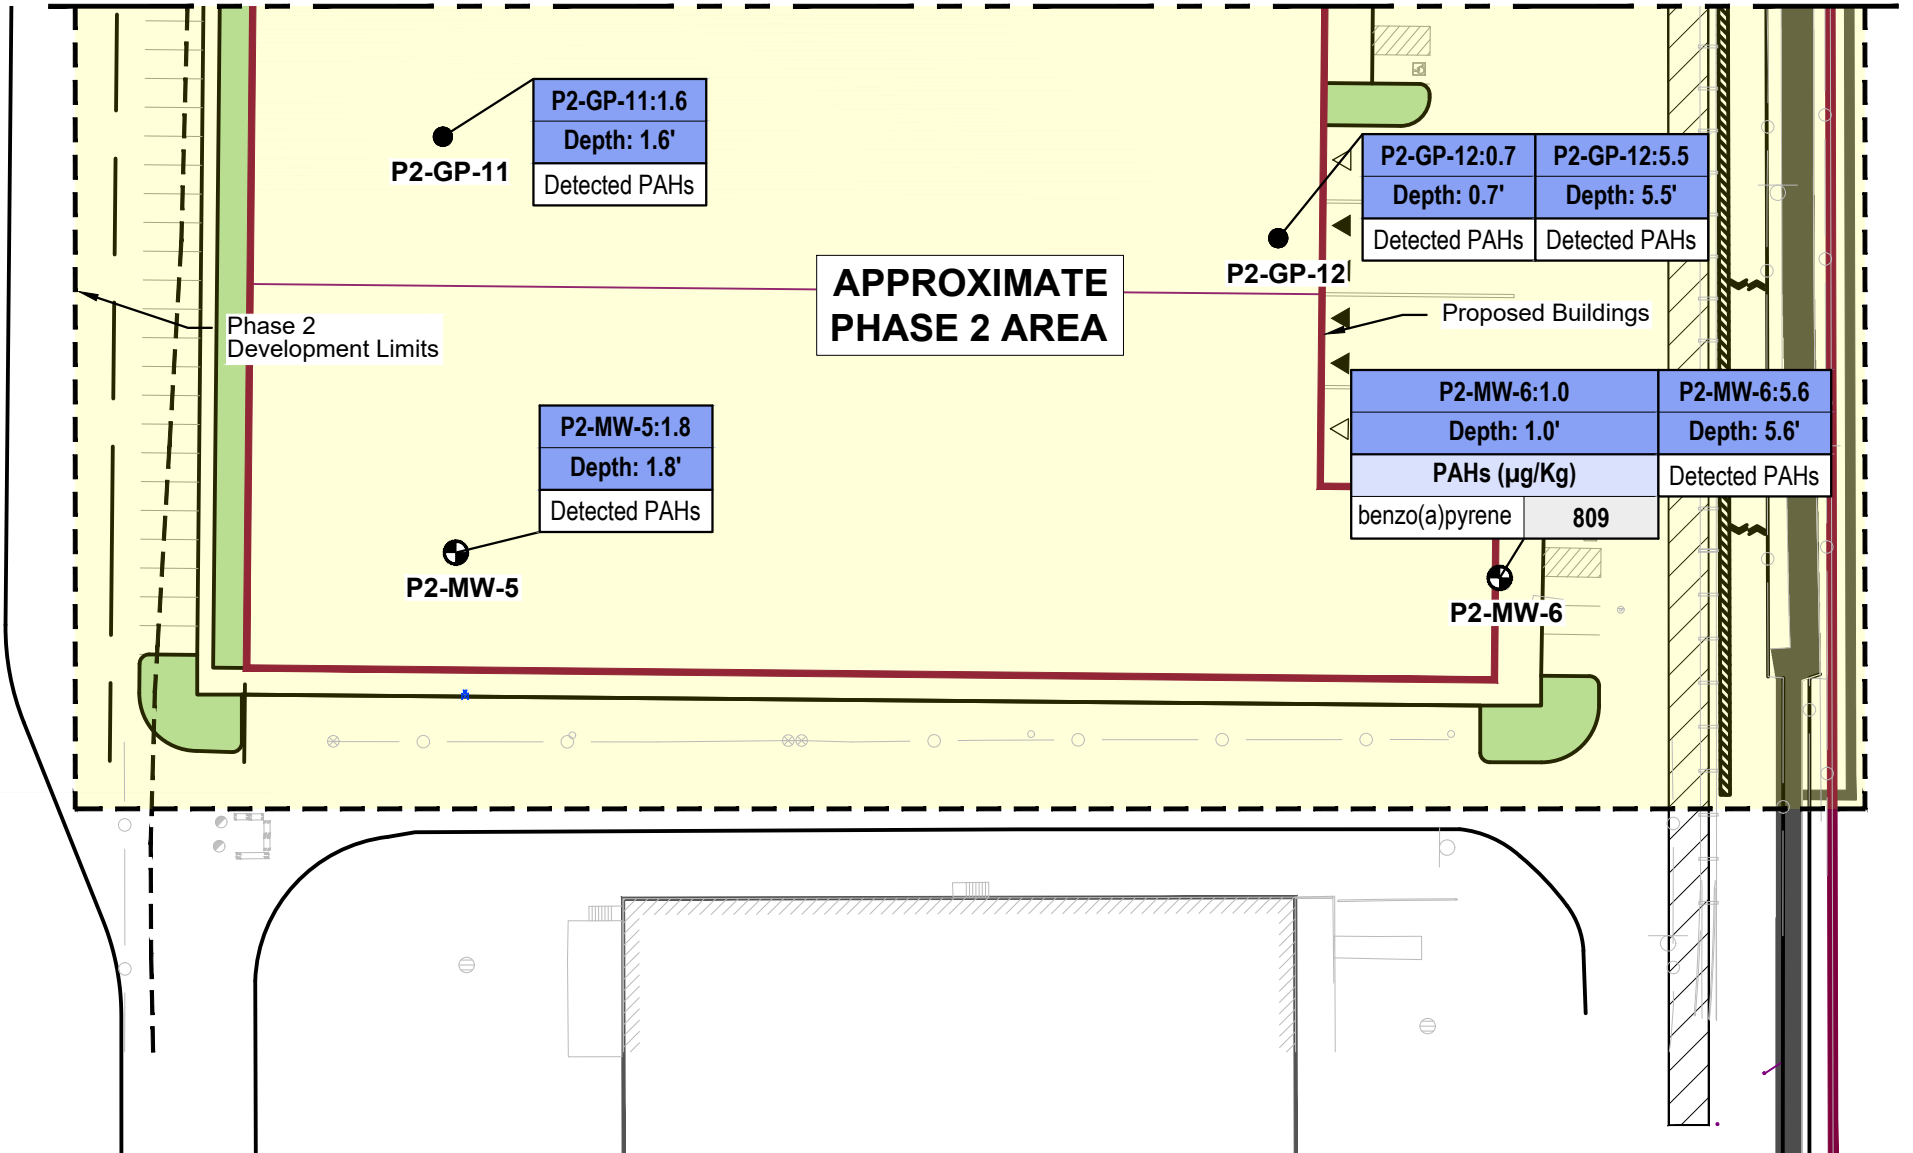 P2-GP-11:1.6
Depth: 1.6'
Detected PAHs
P2-GP-11
P2-GP-12:0.7 P2-GP-12:5.5
Depth: 0.7' Depth: 5.5'
Detected PAHs Detected PAHs
P2-GP-12
APPROXIMATE
PHASE 2 AREA
Proposed Buildings
Phase 2
Development Limits
P2-MW-5:1.8
Depth: 1.8'
Detected PAHs
P2-MW-5
P2-MW-6:1.0 P2-MW-6:5.6
Depth: 1.0' Depth: 5.6'
PAHs (µg/Kg) Detected PAHs
benzo(a)pyrene 809
P2-MW-6